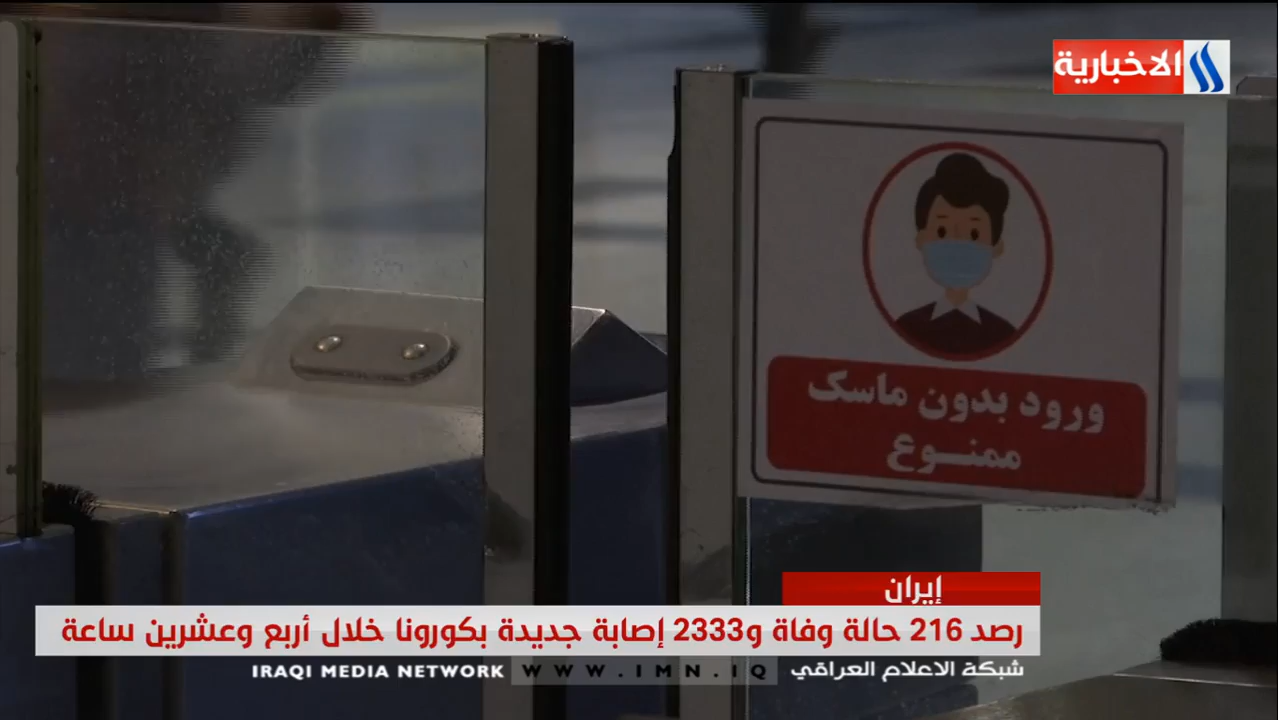 الاخبارية
ورود بدون ماسک
ممنــوع
إيران
رصد 216 حالة وفاة و2333 إصابة جديدة بكورونا خلال أربع وعشرين ساعة
شبكة الاعلام العراقي WWW.IMN.IQ IRAQI MEDIA NETWORK